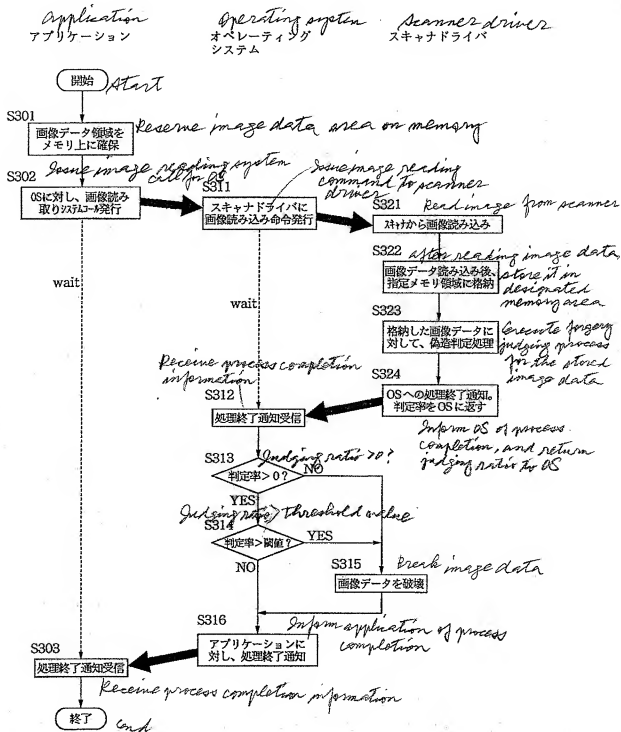 Application
アプリケーション
Operating system
オペレーティング
システム
Scanner driver
スキャナドライバ
開始
Start
S301
画像データ領域を
メモリ上に確保
Reserve image data area on memory
S302
OSに対し、画像読み
取りシステムコール発行
Issue image reading system
call for OS
S311
スキャナドライバに
画像読み込み命令発行
Issue image reading
command to scanner
driver
S321
スキャナから画像読み込み
Read image from scanner
S322
画像データ読み込み後、
指定メモリ領域に格納
after reading image data,
store it in
designated
memory area
wait
wait
S323
格納した画像データに
対して、偽造判定処理
Execute forgery
judging process
for the stored
image data
S324
OSへの処理終了通知。
判定率をOSに返す
Inform OS of process
completion, and return
judging ratio to OS
Receive process completion
information
S312
処理終了通知受信
S313
Judging ratio >0?
判定率>0?
NO
YES
Judging ratio > threshold value
S314
判定率>閾値?
YES
NO
S315
Break image data
画像データを破壊
S316
アプリケーションに
対し、処理終了通知
Inform application of process
completion
S303
処理終了通知受信
Receive process completion information
終了
end